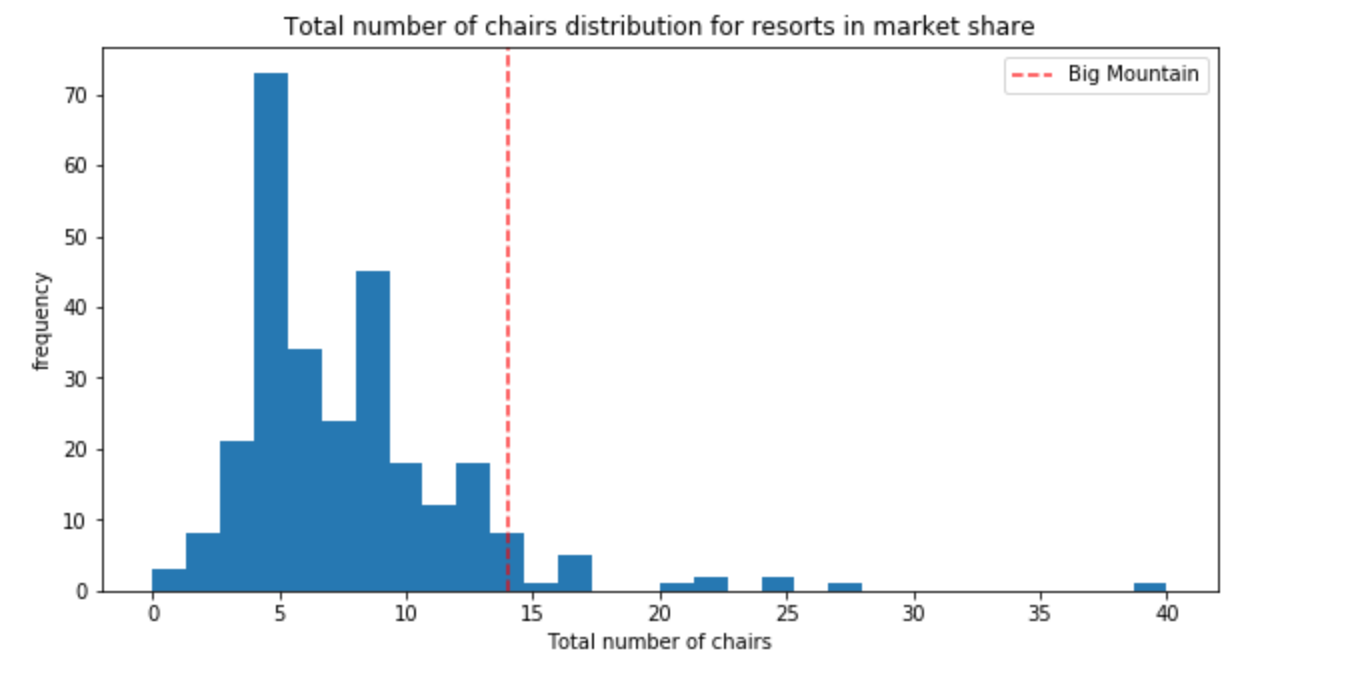 Total number of chairs distribution for resorts in market share
Big Mountain
70
60
50
40
30
20
10
0
frequency
0 5 10 15 20 25 30 35 40
Total number of chairs